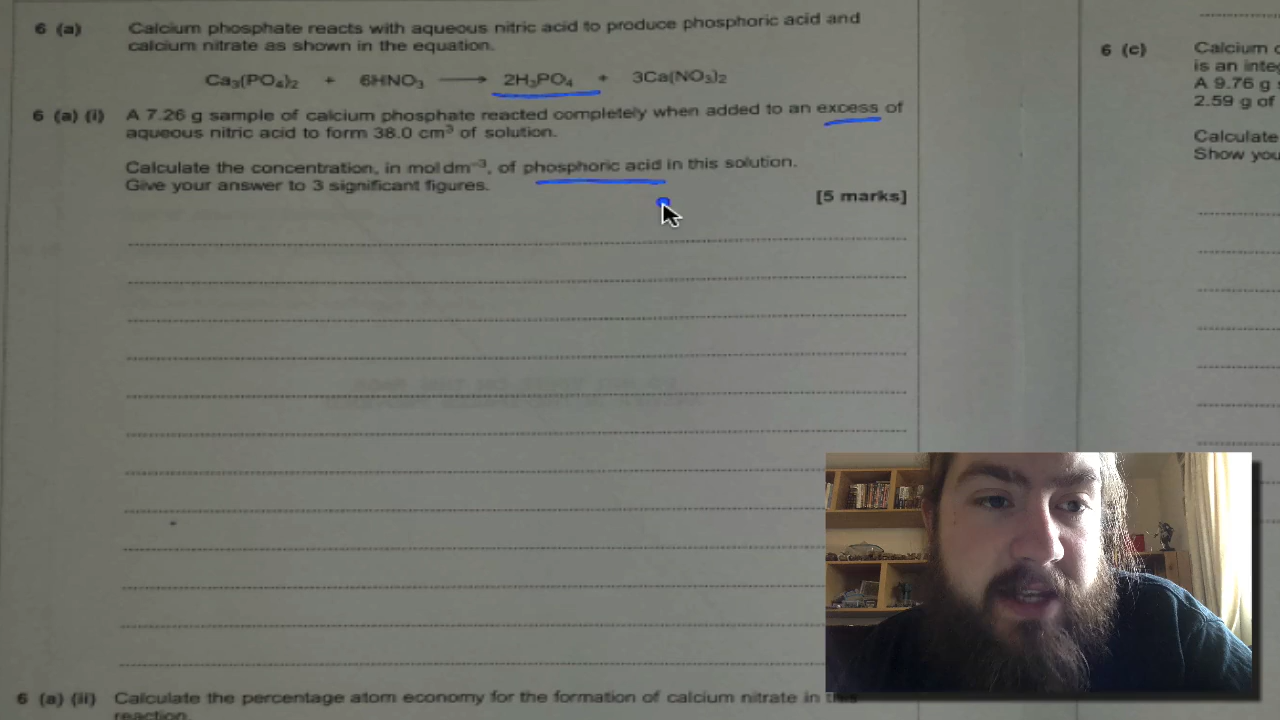 6 (a) Calcium phosphate reacts with aqueous nitric acid to produce phosphoric acid and
calcium nitrate as shown in the equation.
Ca₃(PO₄)₂ + 6HNO₃ ⟶ 2H₃PO₄ + 3Ca(NO₃)₂
6 (a) (i) A 7.26 g sample of calcium phosphate reacted completely when added to an excess of
aqueous nitric acid to form 38.0 cm³ of solution.
Calculate the concentration, in mol dm⁻³, of phosphoric acid in this solution.
Give your answer to 3 significant figures.
[5 marks]
6 (a) (ii) Calculate the percentage atom economy for the formation of calcium nitrate in this
reaction.
6 (c) Calcium
is an
A 9.76 g
2.59 g of
Calculate
Show